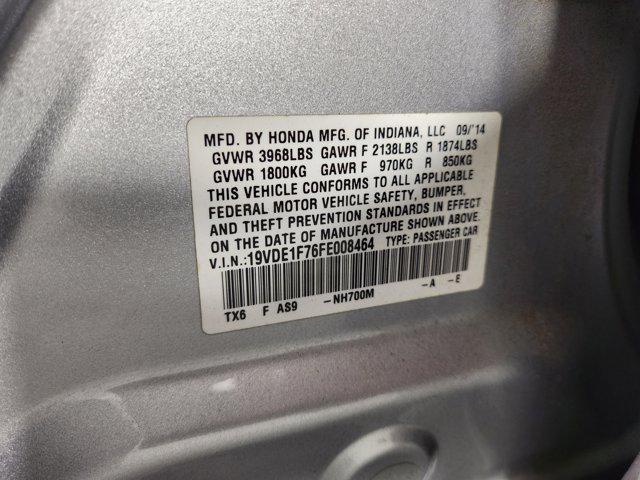 MFD. BY HONDA MFG. OF INDIANA, LLC 09/'14
GVWR 3968LBS GAWR F 2138LBS R 1874LBS
GVWR 1800KG GAWR F 970KG R 850KG
THIS VEHICLE CONFORMS TO ALL APPLICABLE
FEDERAL MOTOR VEHICLE SAFETY, BUMPER,
AND THEFT PREVENTION STANDARDS IN EFFECT
ON THE DATE OF MANUFACTURE SHOWN ABOVE.
V.I.N.:19VDE1F76FE008464 TYPE: PASSENGER CAR
TX6 F AS9 -NH700M -A -E